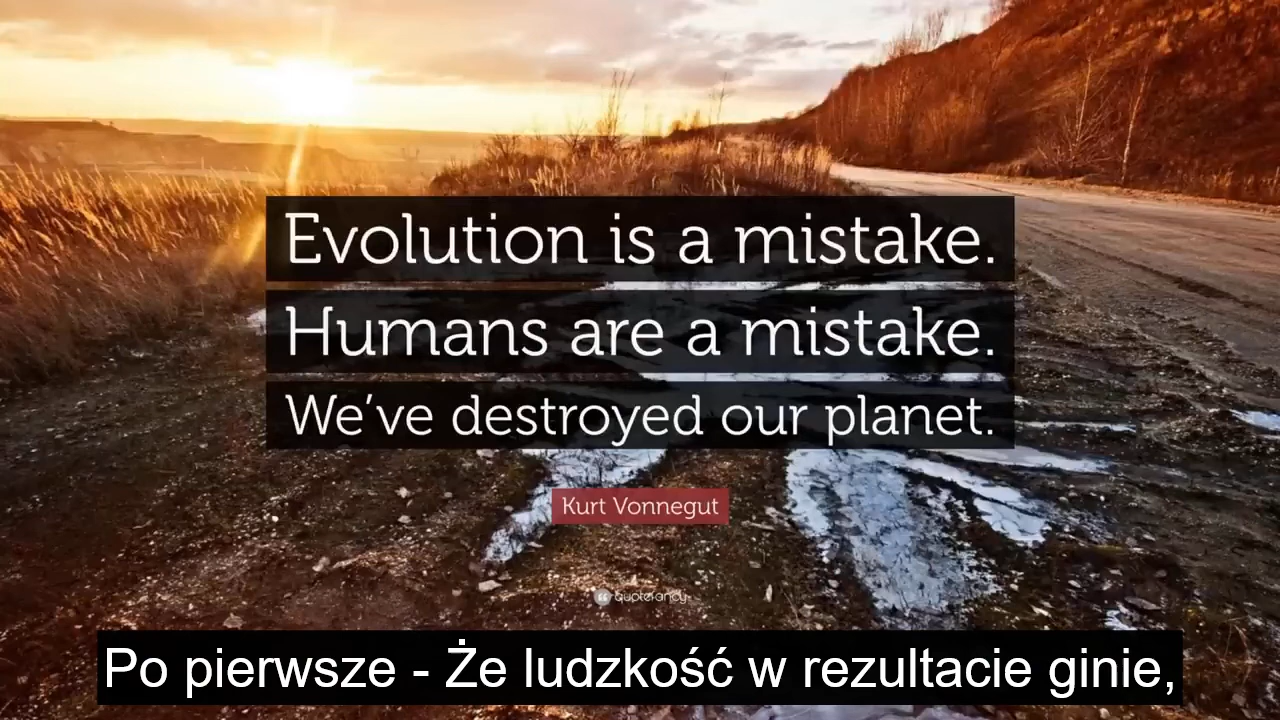 Evolution is a mistake.
Humans are a mistake.
We’ve destroyed our planet.
Kurt Vonnegut
quotefancy
Po pierwsze - Że ludzkość w rezultacie ginie,